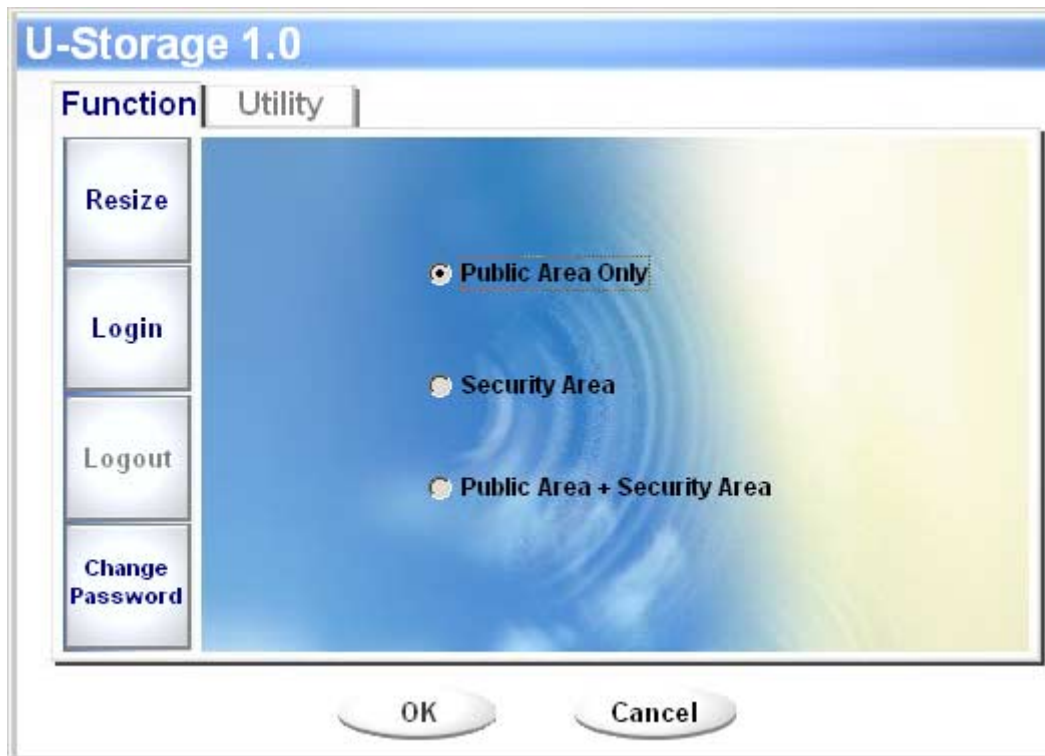 U-Storage 1.0
Function Utility
Resize
Public Area Only
Login
Security Area
Logout
Public Area + Security Area
Change
Password
OK Cancel